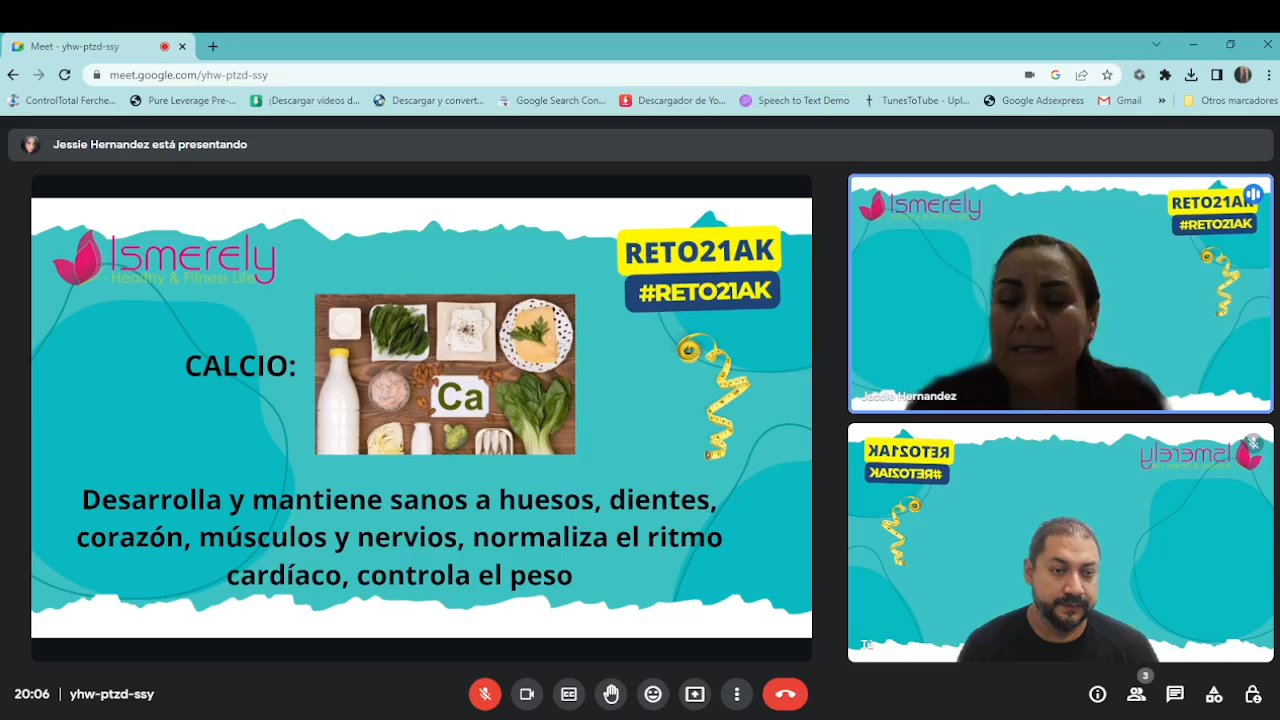 Meet - yhw-ptzd-ssy
meet.google.com/yhw-ptzd-ssy
ControlTotal Ferche...
Pure Leverage Pre-...
¡Descargar vídeos d...
Descargar y convert...
Google Search Con...
Descargador de Yo...
Speech to Text Demo
TunesToTube - Upl...
Google Adsexpress
Gmail
»
Otros marcadores
Jessie Hernandez está presentando
Ismerely
Healthy & Fitness Life
RETO21AK
#RETO21AK
CALCIO:
Ca
Desarrolla y mantiene sanos a huesos, dientes,
corazón, músculos y nervios, normaliza el ritmo
cardíaco, controla el peso
Ismerely
RETO21AK
#RETO21AK
Jessie Hernandez
RETO21AK
#RETO21AK
Ismerely
Tú
20:06 | yhw-ptzd-ssy
3